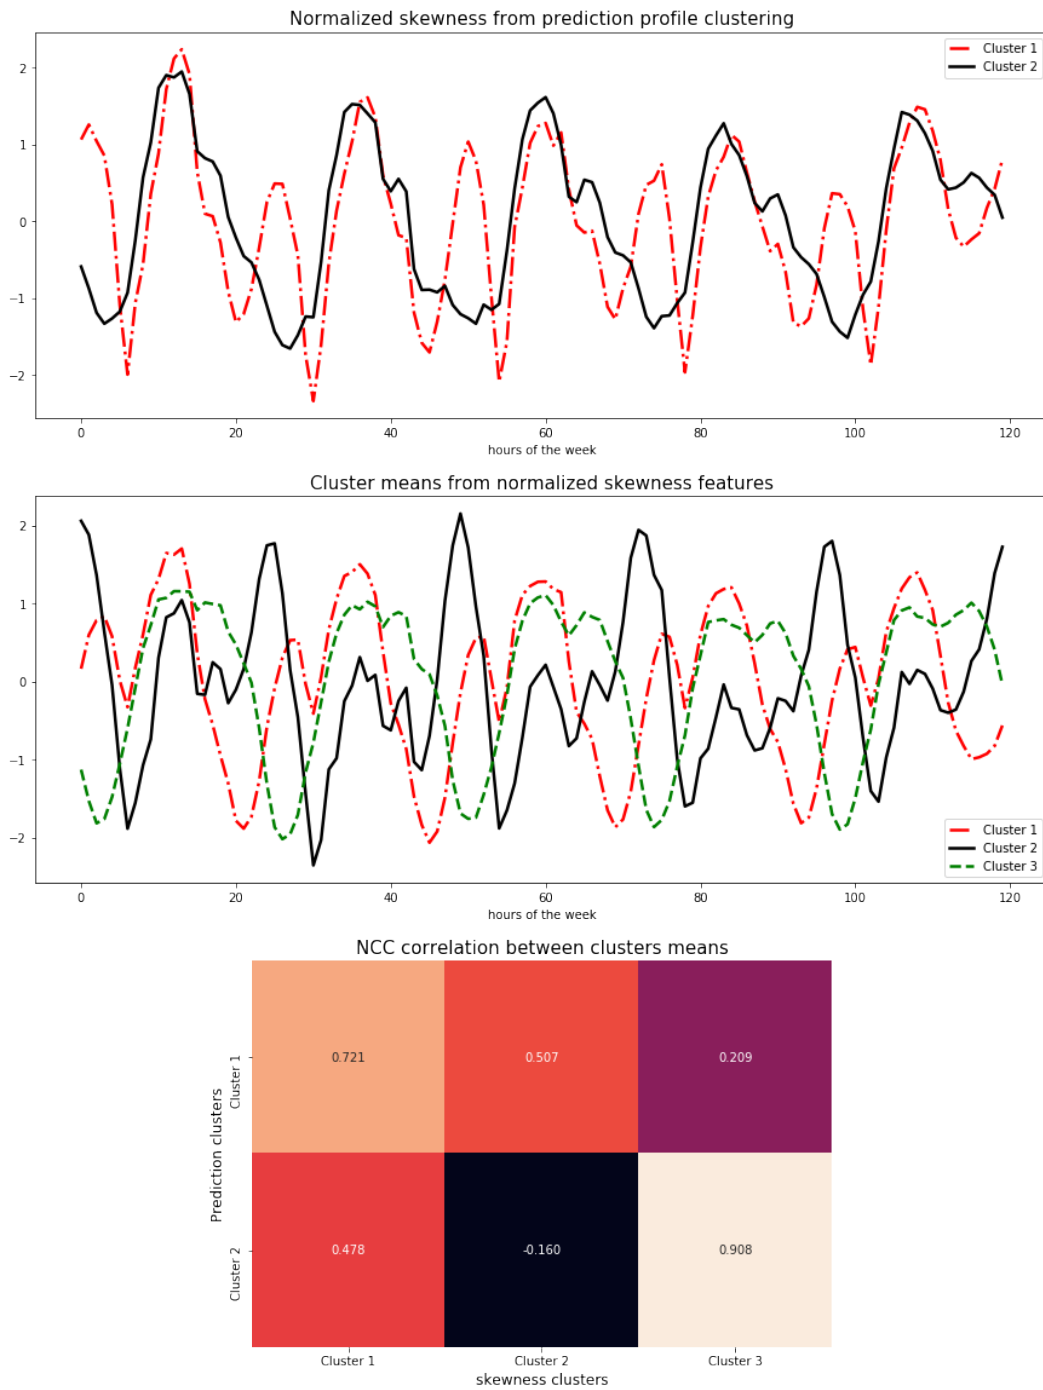 Normalized skewness from prediction profile clustering
Cluster 1
Cluster 2
2
1
0
−1
−2
0 20 40 60 80 100 120
hours of the week
Cluster means from normalized skewness features
2
1
0
−1
−2
Cluster 1
Cluster 2
Cluster 3
0 20 40 60 80 100 120
hours of the week
NCC correlation between clusters means
Prediction clusters
Cluster 1
0.721 0.507 0.209
Cluster 2
0.478 -0.160 0.908
Cluster 1 Cluster 2 Cluster 3
skewness clusters